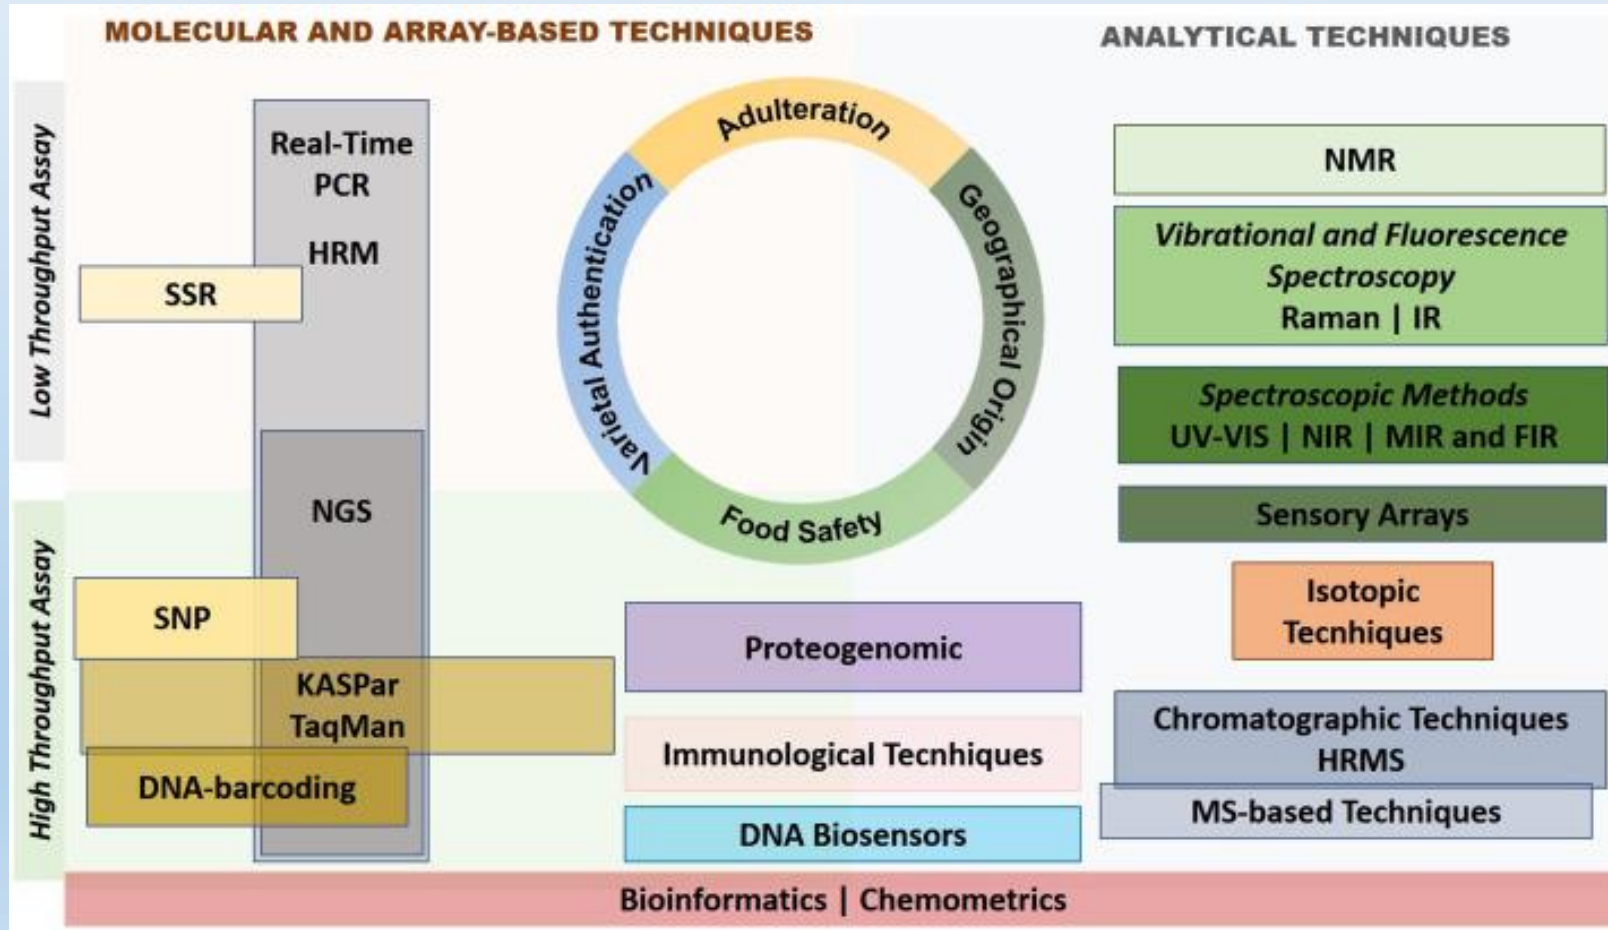 MOLECULAR AND ARRAY-BASED TECHNIQUES
ANALYTICAL TECHNIQUES
Low Throughput Assay
High Throughput Assay
Real-Time
PCR
HRM
SSR
NGS
SNP
KASPar
TaqMan
DNA-barcoding
Adulteration
Varietal Authentication
Geographical Origin
Food Safety
Proteogenomic
Immunological Tecnhiques
DNA Biosensors
NMR
Vibrational and Fluorescence
Spectroscopy
Raman | IR
Spectroscopic Methods
UV-VIS | NIR | MIR and FIR
Sensory Arrays
Isotopic
Tecnhiques
Chromatographic Techniques
HRMS
MS-based Techniques
Bioinformatics | Chemometrics